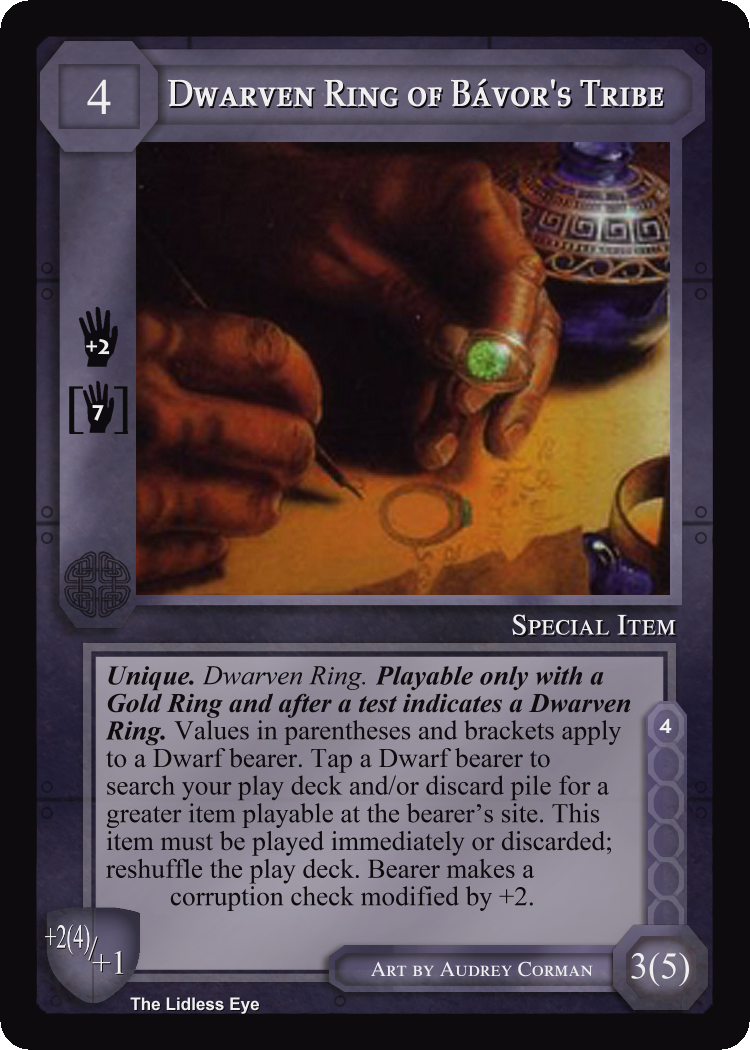 4
Dwarven Ring of Bávor's Tribe
+2
[7]
Special Item
Unique. Dwarven Ring. Playable only with a
Gold Ring and after a test indicates a Dwarven
Ring. Values in parentheses and brackets apply
to a Dwarf bearer. Tap a Dwarf bearer to
search your play deck and/or discard pile for a
greater item playable at the bearer's site. This
item must be played immediately or discarded;
reshuffle the play deck. Bearer makes a
corruption check modified by +2.
4
+2(4)/+1
Art by Audrey Corman
3(5)
The Lidless Eye